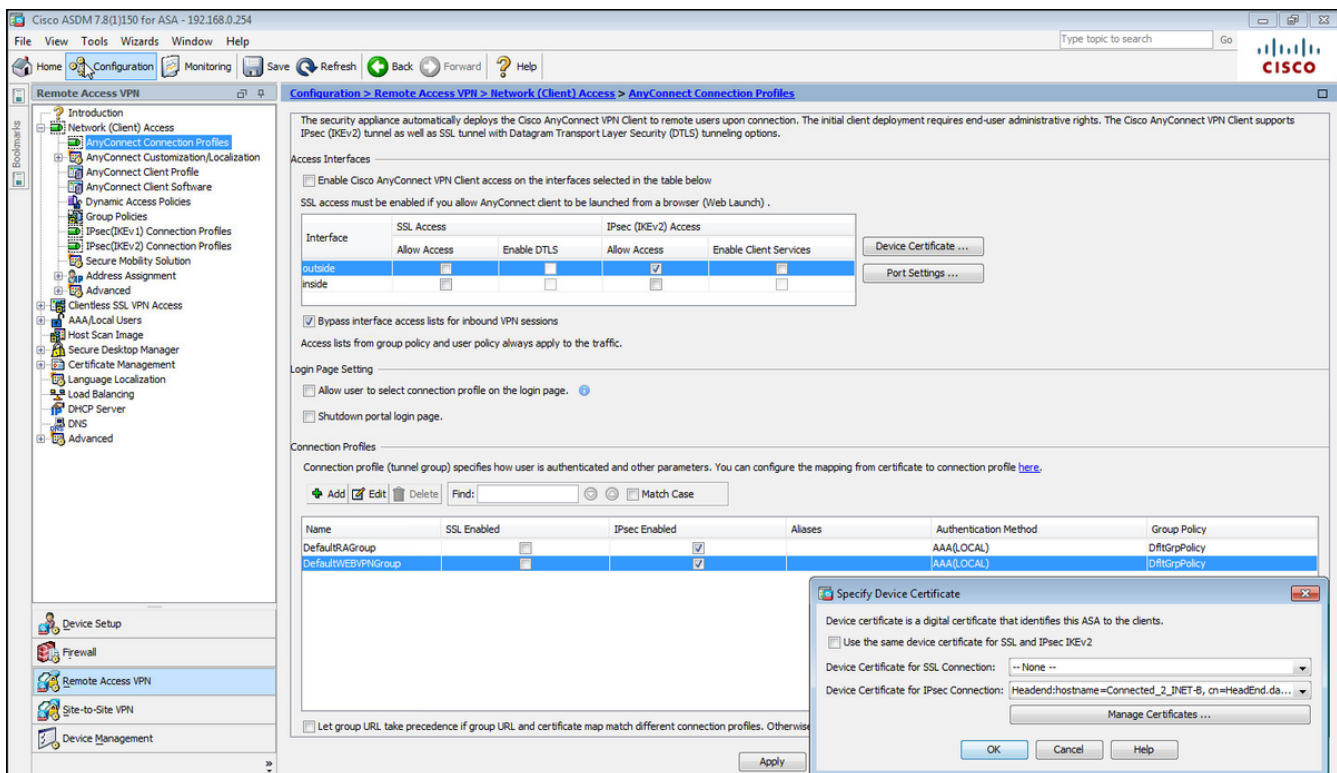 Cisco ASDM 7.8(1)150 for ASA - 192.168.0.254
File View Tools Wizards Window Help
Type topic to search Go
Home Configuration Monitoring Save Refresh Back Forward Help
CISCO
Bookmarks
Remote Access VPN
Introduction
Network (Client) Access
AnyConnect Connection Profiles
AnyConnect Customization/Localization
AnyConnect Client Profile
AnyConnect Client Software
Dynamic Access Policies
Group Policies
IPsec(IKEv1) Connection Profiles
IPsec(IKEv2) Connection Profiles
Secure Mobility Solution
Address Assignment
Advanced
Clientless SSL VPN Access
AAA/Local Users
Host Scan Image
Secure Desktop Manager
Certificate Management
Language Localization
Load Balancing
DHCP Server
DNS
Advanced
Device Setup
Firewall
Remote Access VPN
Site-to-Site VPN
Device Management
Configuration > Remote Access VPN > Network (Client) Access > AnyConnect Connection Profiles
The security appliance automatically deploys the Cisco AnyConnect VPN Client to remote users upon connection. The initial client deployment requires end-user administrative rights. The Cisco AnyConnect VPN Client supports
IPsec (IKEv2) tunnel as well as SSL tunnel with Datagram Transport Layer Security (DTLS) tunneling options.
Access Interfaces
Enable Cisco AnyConnect VPN Client access on the interfaces selected in the table below
SSL access must be enabled if you allow AnyConnect client to be launched from a browser (Web Launch) .
Interface SSL Access IPsec (IKEv2) Access
Allow Access Enable DTLS Allow Access Enable Client Services
outside
inside
Device Certificate ...
Port Settings ...
Bypass interface access lists for inbound VPN sessions
Access lists from group policy and user policy always apply to the traffic.
Login Page Setting
Allow user to select connection profile on the login page.
Shutdown portal login page.
Connection Profiles
Connection profile (tunnel group) specifies how user is authenticated and other parameters. You can configure the mapping from certificate to connection profile here.
Add Edit Delete Find: Match Case
Name SSL Enabled IPsec Enabled Aliases Authentication Method Group Policy
DefaultRAGroup AAA(LOCAL) DfltGrpPolicy
DefaultWEBVPNGroup AAA(LOCAL) DfltGrpPolicy
Let group URL take precedence if group URL and certificate map match different connection profiles. Otherwise
Apply
Specify Device Certificate
Device certificate is a digital certificate that identifies this ASA to the clients.
Use the same device certificate for SSL and IPsec IKEv2
Device Certificate for SSL Connection: -- None --
Device Certificate for IPsec Connection: Headend:hostname=Connected_2_INET-B, cn=HeadEnd.da...
Manage Certificates ...
OK Cancel Help